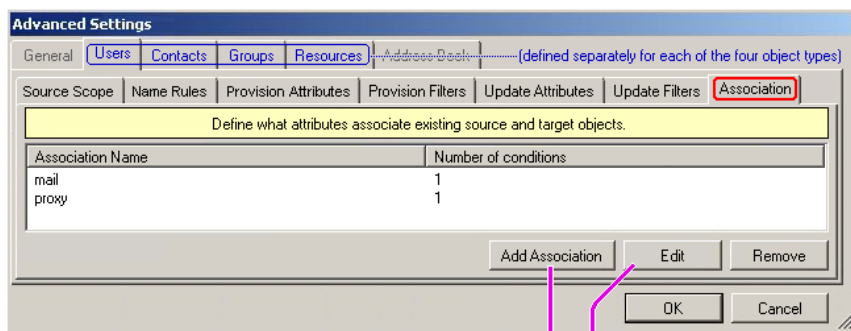 Advanced Settings
General Users Contacts Groups Resources Address Book (defined separately for each of the four object types)
Source Scope Name Rules Provision Attributes Provision Filters Update Attributes Update Filters Association
Define what attributes associate existing source and target objects.
Association Name Number of conditions
mail 1
proxy 1
Add Association Edit Remove
OK Cancel